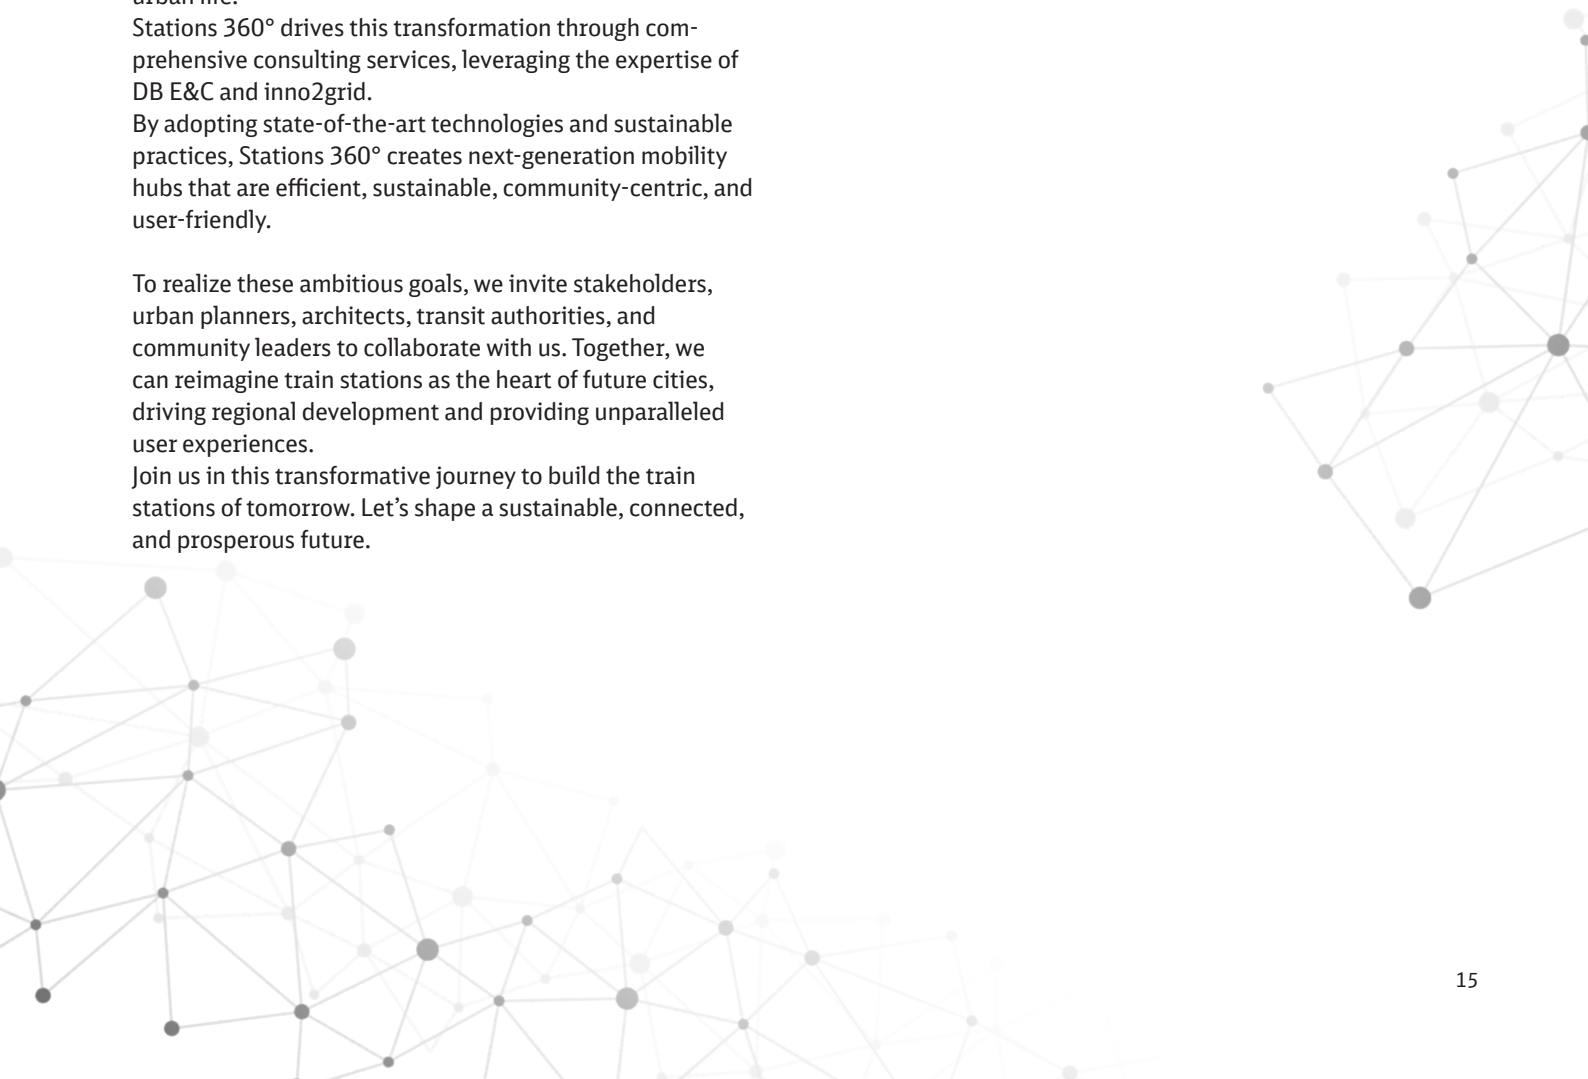 urban life.
Stations 360° drives this transformation through com-
prehensive consulting services, leveraging the expertise of
DB E&C and inno2grid.
By adopting state-of-the-art technologies and sustainable
practices, Stations 360° creates next-generation mobility
hubs that are efficient, sustainable, community-centric, and
user-friendly.
To realize these ambitious goals, we invite stakeholders,
urban planners, architects, transit authorities, and
community leaders to collaborate with us. Together, we
can reimagine train stations as the heart of future cities,
driving regional development and providing unparalleled
user experiences.
Join us in this transformative journey to build the train
stations of tomorrow. Let’s shape a sustainable, connected,
and prosperous future.
15